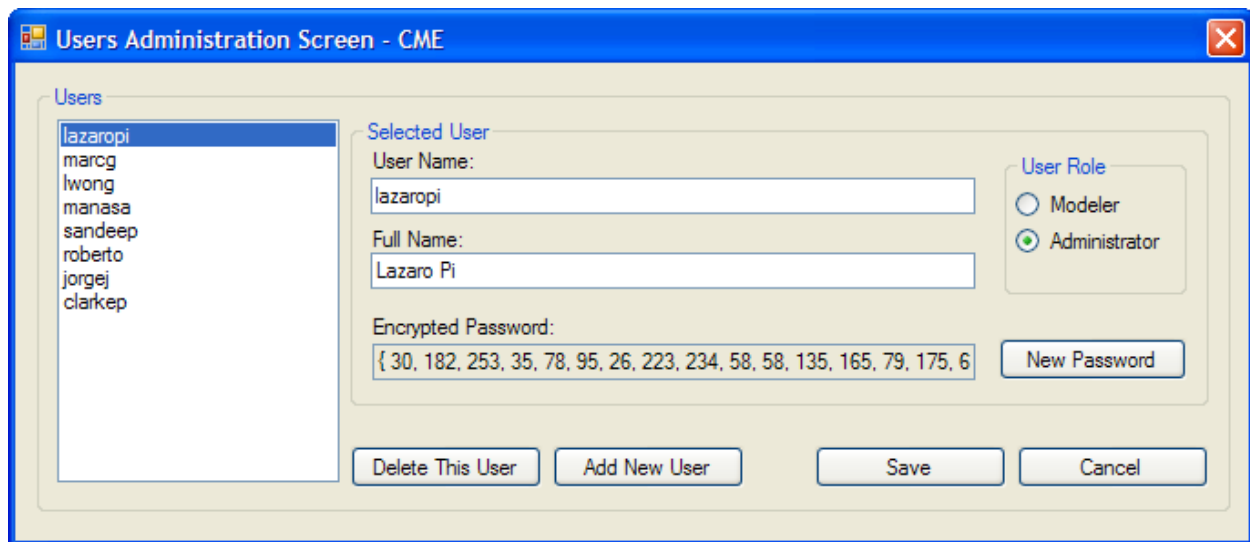 Users Administration Screen - CME
Users
lazaropi
marcg
lwong
manasa
sandeep
roberto
jorgej
clarkep
Selected User
User Name:
lazaropi
Full Name:
Lazaro Pi
Encrypted Password:
{ 30, 182, 253, 35, 78, 95, 26, 223, 234, 58, 58, 135, 165, 79, 175, 6
User Role
Modeler
Administrator
New Password
Delete This User
Add New User
Save
Cancel